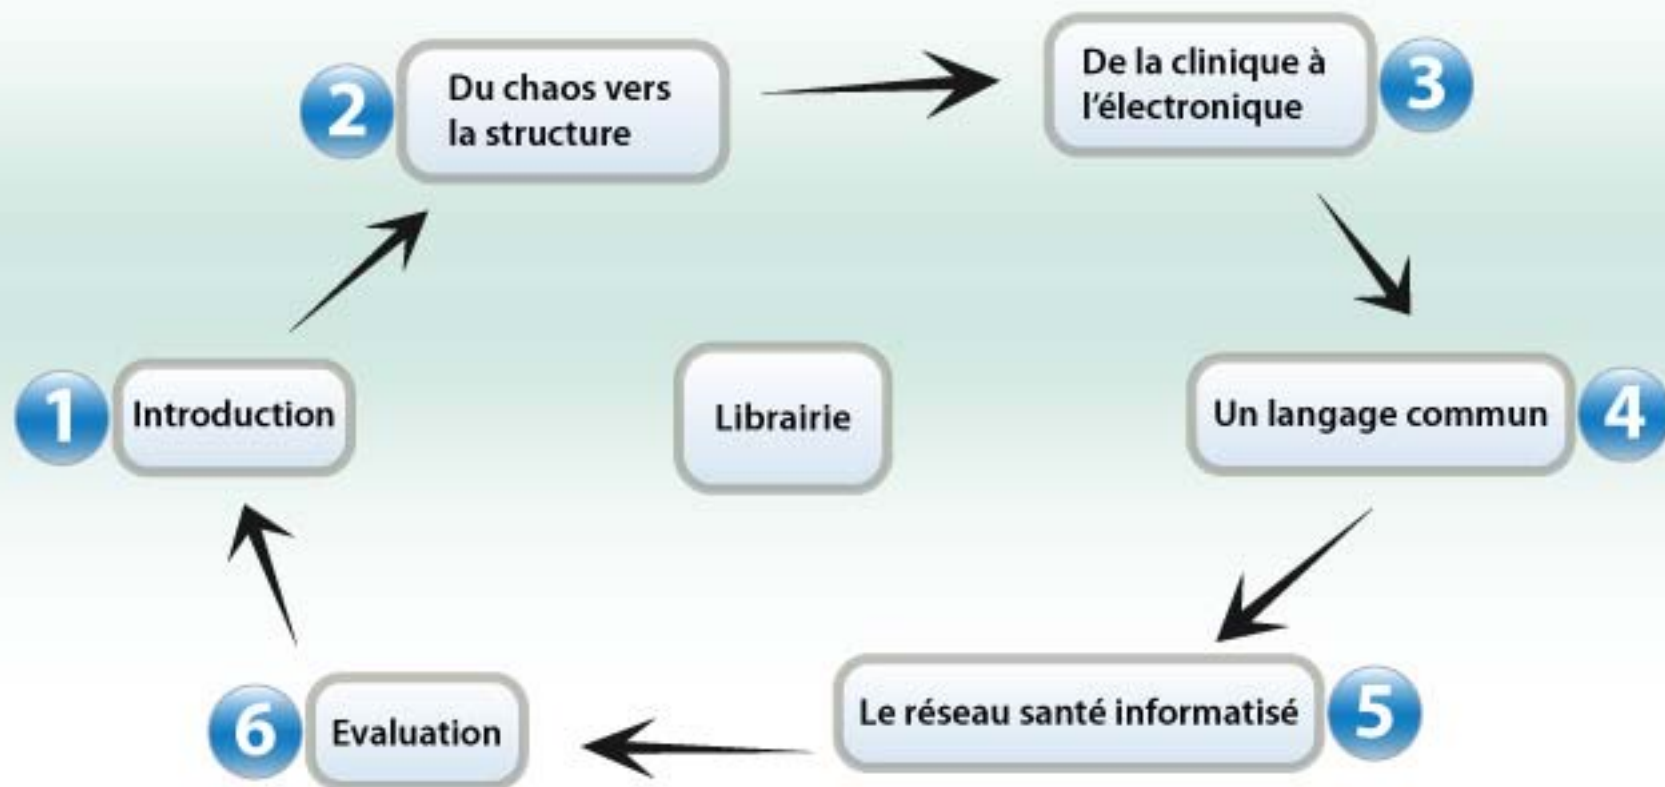 2
Du chaos vers
la structure
De la clinique à
l'électronique
3
1
Introduction
Librairie
Un langage commun
4
6
Evaluation
Le réseau santé informatisé
5